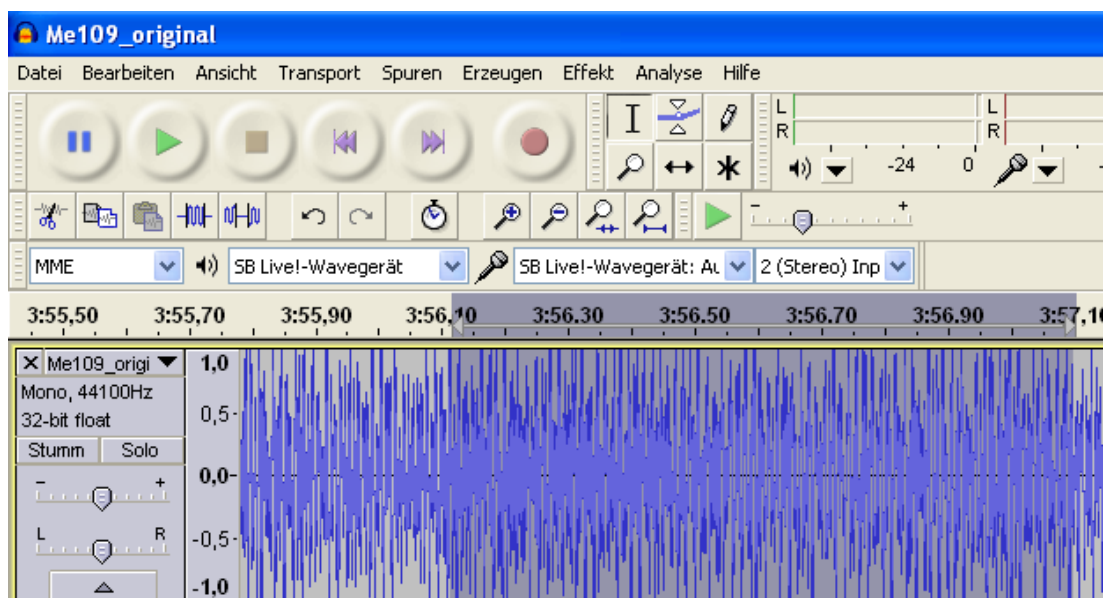 Me109_original
Datei Bearbeiten Ansicht Transport Spuren Erzeugen Effekt Analyse Hilfe
L L
R R
-24 0
- +
MME SB Live!-Wavegerät SB Live!-Wavegerät: Au 2 (Stereo) Inp
3:55,50 3:55,70 3:55,90 3:56,10 3:56.30 3:56.50 3:56.70 3:56.90 3:57,10
Me109_origi 1,0
Mono, 44100Hz
32-bit float 0,5
Stumm Solo
- + 0,0
L R -0,5
-1,0